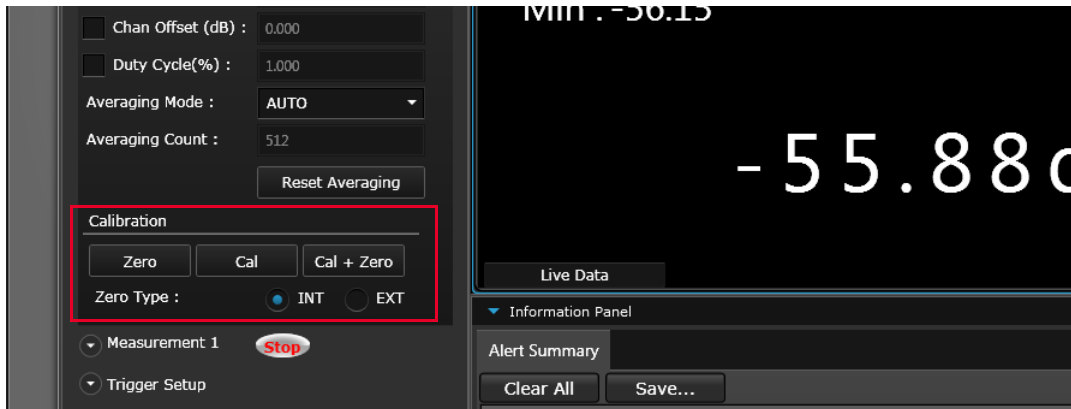 Chan Offset (dB) : 0.000
Duty Cycle(%) : 1.000
Averaging Mode : AUTO
Averaging Count : 512
Reset Averaging
Calibration
Zero Cal Cal + Zero
Zero Type : INT EXT
Measurement 1 Stop
Trigger Setup
Min : -56.15
-55.88d
Live Data
Information Panel
Alert Summary
Clear All Save...